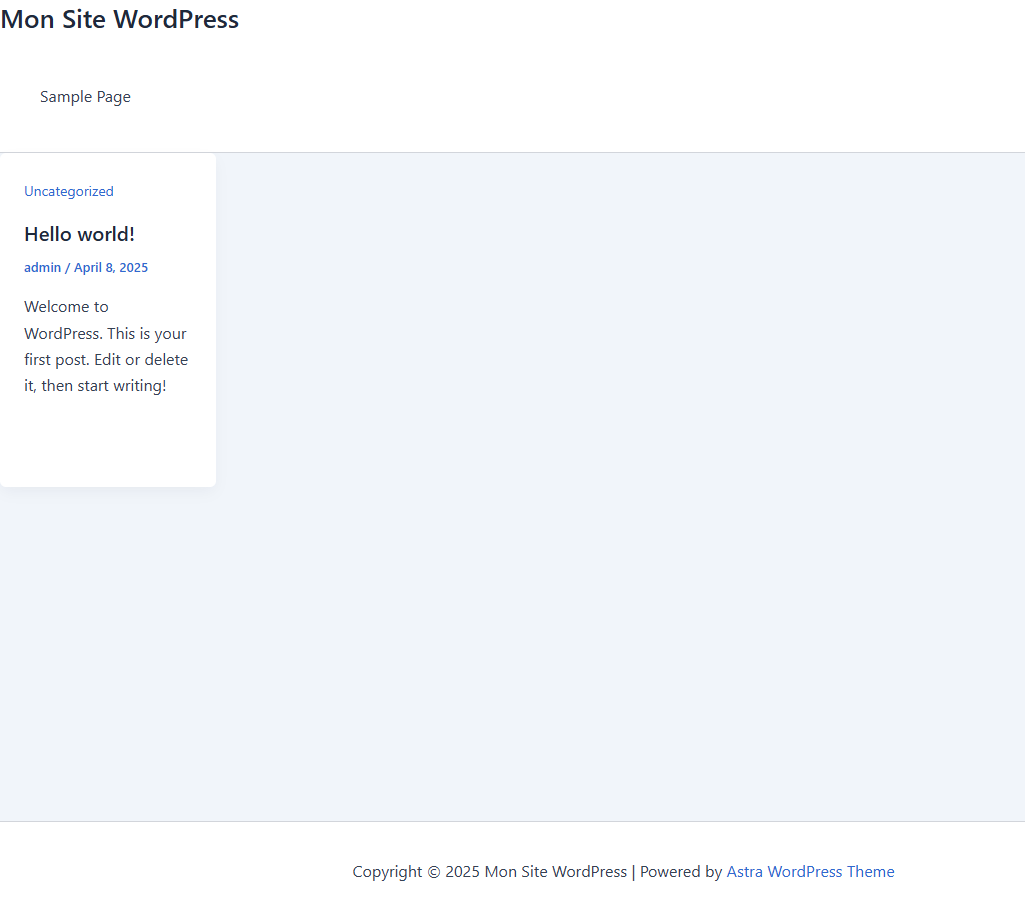 Mon Site WordPress
Sample Page
Uncategorized
Hello world!
admin / April 8, 2025
Welcome to
WordPress. This is your
first post. Edit or delete
it, then start writing!
Copyright © 2025 Mon Site WordPress | Powered by Astra WordPress Theme